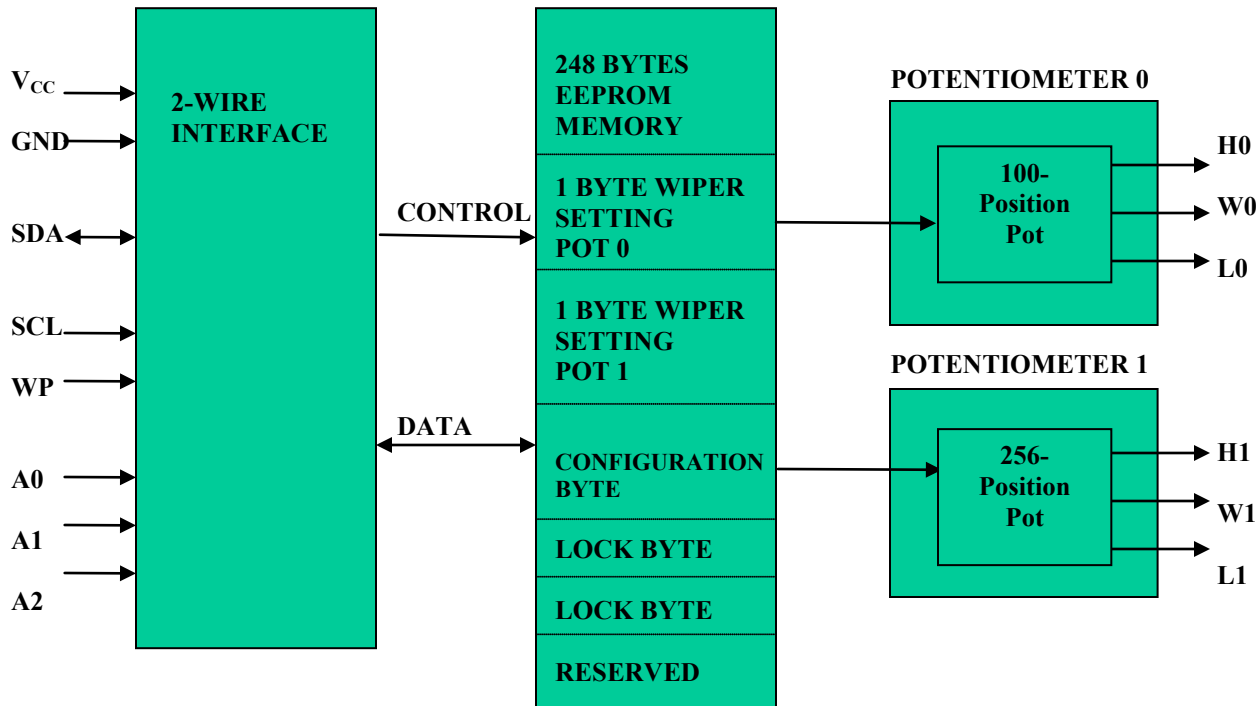 V_CC
GND
SDA
SCL
WP
A0
A1
A2
2-WIRE
INTERFACE
CONTROL
DATA
248 BYTES
EEPROM
MEMORY
1 BYTE WIPER
SETTING
POT 0
1 BYTE WIPER
SETTING
POT 1
CONFIGURATION
BYTE
LOCK BYTE
LOCK BYTE
RESERVED
POTENTIOMETER 0
100-
Position
Pot
H0
W0
L0
POTENTIOMETER 1
256-
Position
Pot
H1
W1
L1